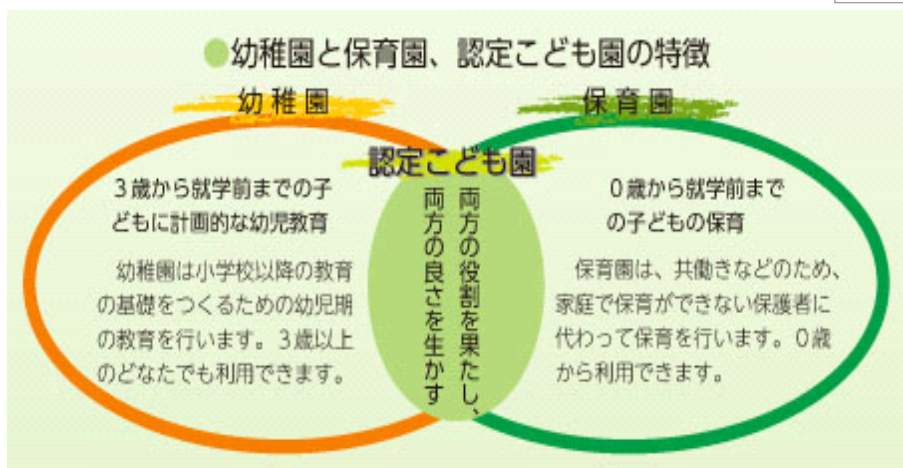 ●幼稚園と保育園、認定こども園の特徴
幼稚園
3歳から就学前までの子
どもに計画的な幼児教育
幼稚園は小学校以降の教育
の基礎をつくるための幼児期
の教育を行います。3歳以上
のどなたでも利用できます。
認定こども園
両方の役割を果たし、
両方の良さを生かす
保育園
0歳から就学前まで
の子どもの保育
保育園は、共働きなどのため、
家庭で保育ができない保護者に
代わって保育を行います。0歳
から利用できます。